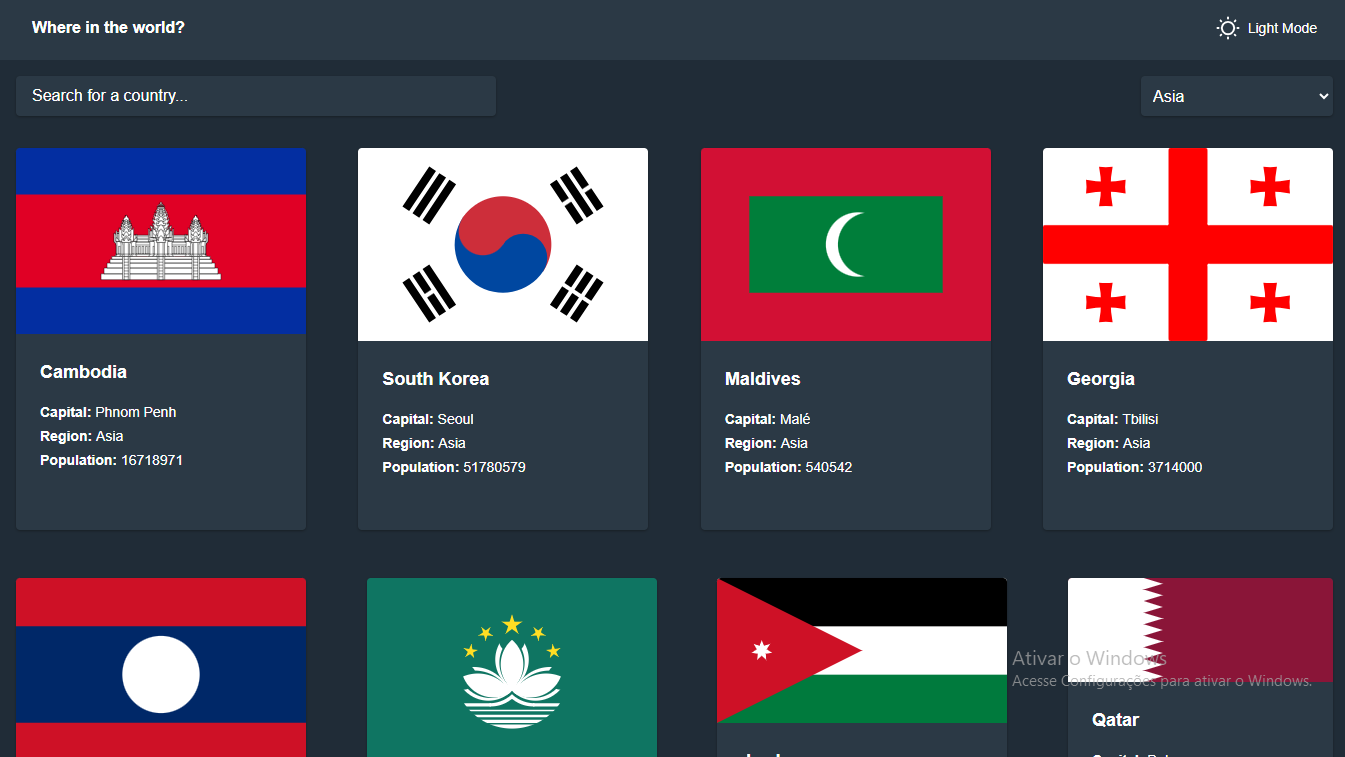 Where in the world?
Light Mode
Search for a country...
Asia
Cambodia
Capital: Phnom Penh
Region: Asia
Population: 16718971
South Korea
Capital: Seoul
Region: Asia
Population: 51780579
Maldives
Capital: Malé
Region: Asia
Population: 540542
Georgia
Capital: Tbilisi
Region: Asia
Population: 3714000
Ativar o Windows
Acesse Configurações para ativar o Windows.
Qatar